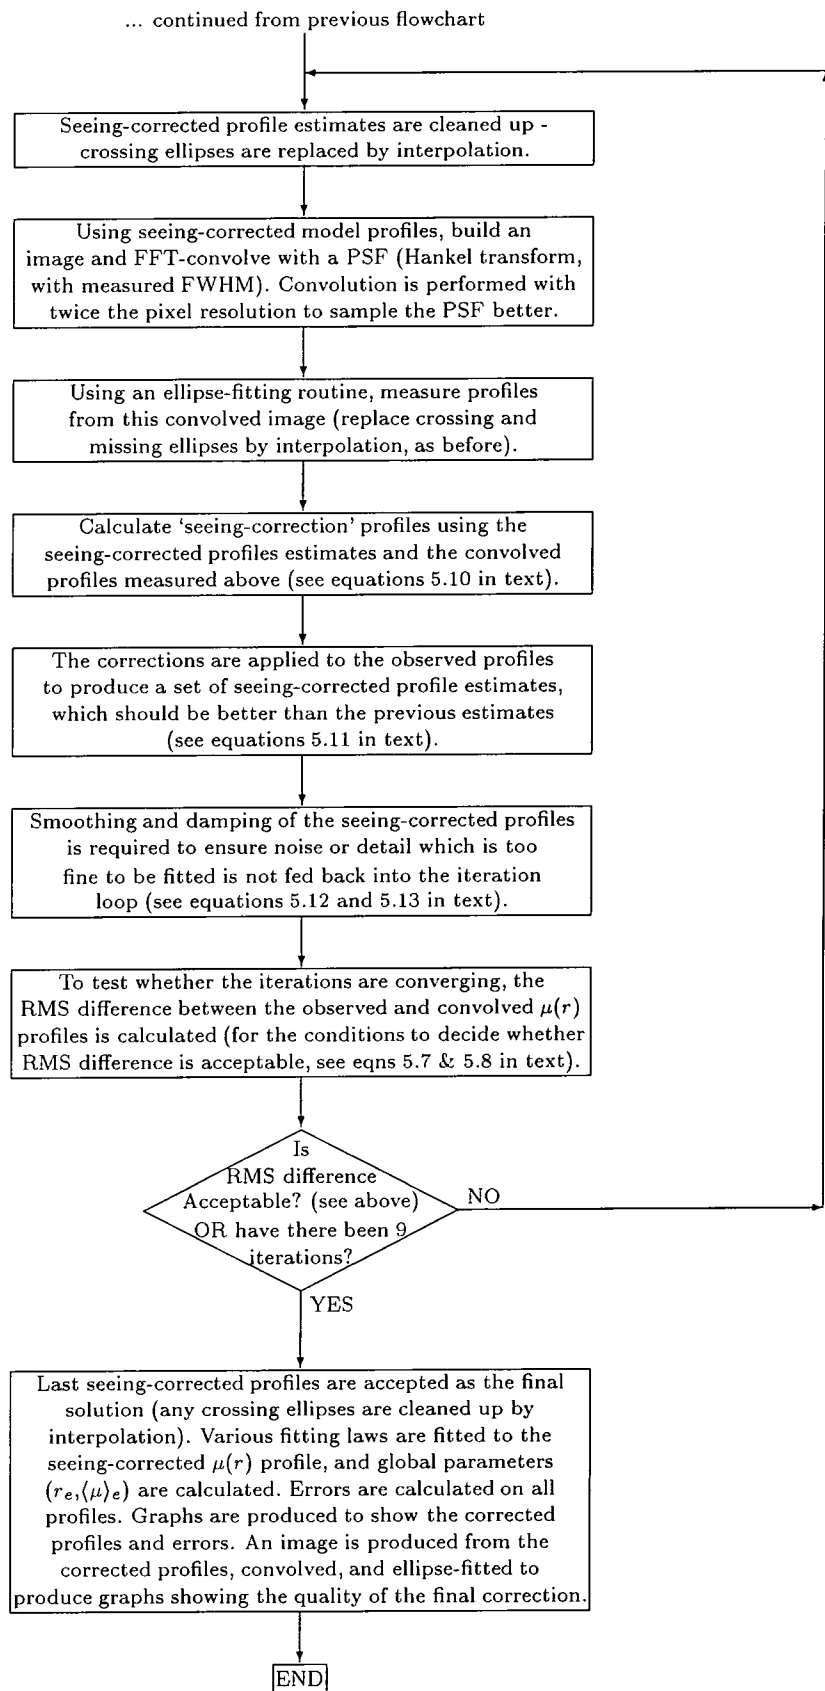 ... continued from previous flowchart
Seeing-corrected profile estimates are cleaned up -
crossing ellipses are replaced by interpolation.
Using seeing-corrected model profiles, build an
image and FFT-convolve with a PSF (Hankel transform,
with measured FWHM). Convolution is performed with
twice the pixel resolution to sample the PSF better.
Using an ellipse-fitting routine, measure profiles
from this convolved image (replace crossing and
missing ellipses by interpolation, as before).
Calculate ‘seeing-correction’ profiles using the
seeing-corrected profiles estimates and the convolved
profiles measured above (see equations 5.10 in text).
The corrections are applied to the observed profiles
to produce a set of seeing-corrected profile estimates,
which should be better than the previous estimates
(see equations 5.11 in text).
Smoothing and damping of the seeing-corrected profiles
is required to ensure noise or detail which is too
fine to be fitted is not fed back into the iteration
loop (see equations 5.12 and 5.13 in text).
To test whether the iterations are converging, the
RMS difference between the observed and convolved μ(r)
profiles is calculated (for the conditions to decide whether
RMS difference is acceptable, see eqns 5.7 & 5.8 in text).
Is
RMS difference
Acceptable? (see above)
OR have there been 9
iterations?
NO
YES
Last seeing-corrected profiles are accepted as the final
solution (any crossing ellipses are cleaned up by
interpolation). Various fitting laws are fitted to the
seeing-corrected μ(r) profile, and global parameters
(rₑ,⟨μ⟩ₑ) are calculated. Errors are calculated on all
profiles. Graphs are produced to show the corrected
profiles and errors. An image is produced from the
corrected profiles, convolved, and ellipse-fitted to
produce graphs showing the quality of the final correction.
END